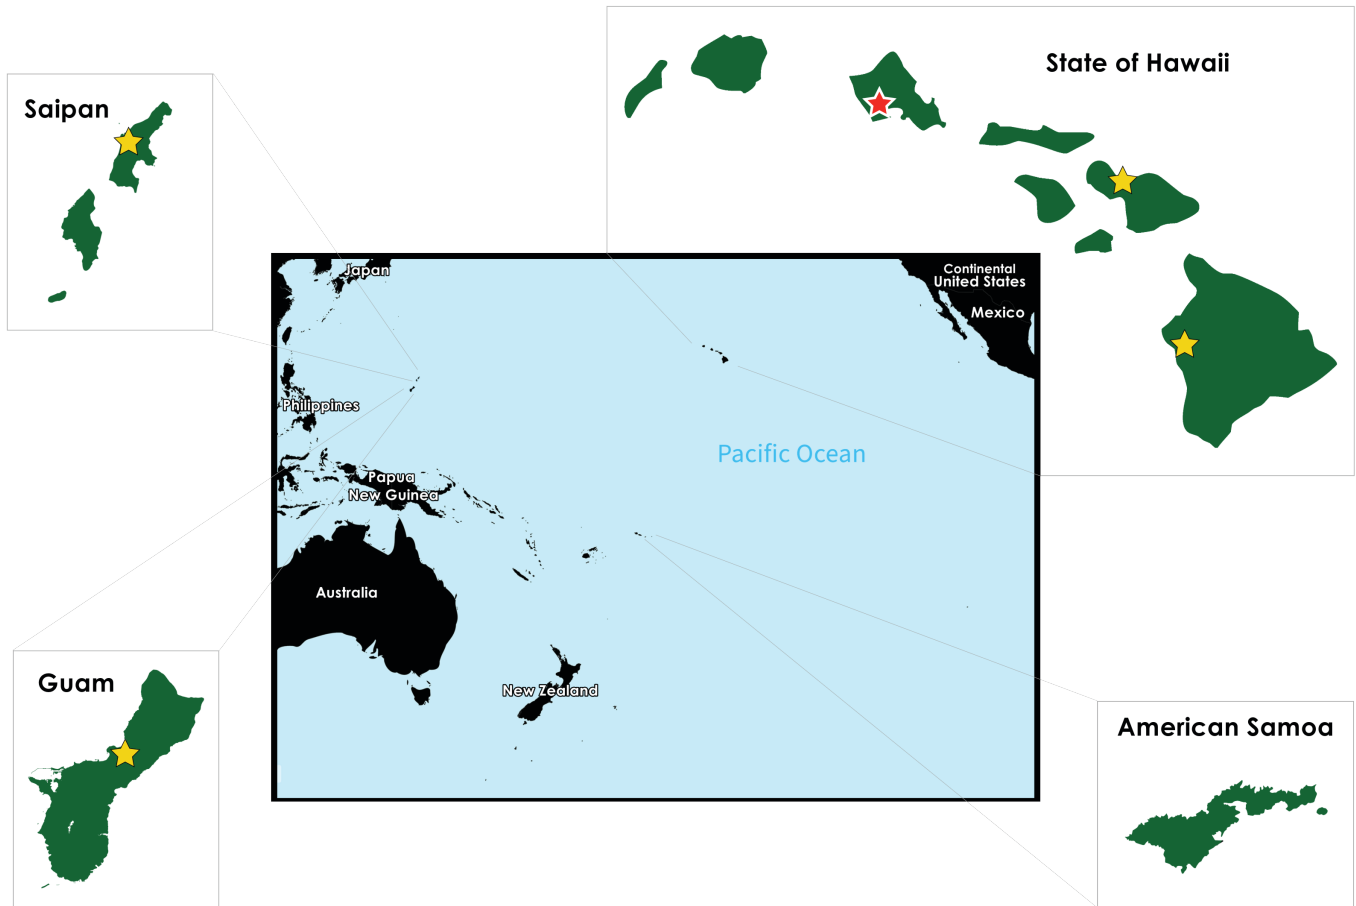 State of Hawaii
Saipan
Japan
Continental
United States
Mexico
Philippines
Pacific Ocean
Papua
New Guinea
Australia
New Zealand
Guam
American Samoa